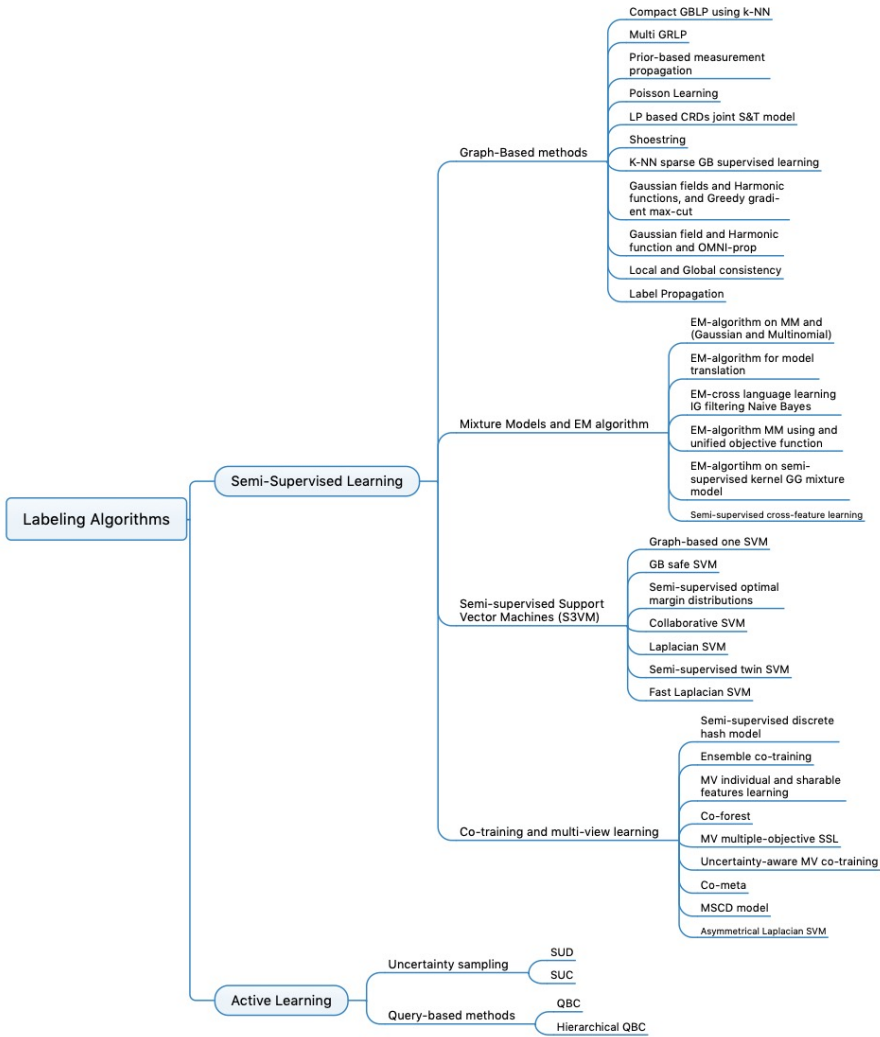 Labeling Algorithms
Semi-Supervised Learning
Graph-Based methods
Compact GBLP using k-NN
Multi GRLP
Prior-based measurement
propagation
Poisson Learning
LP based CRDs joint S&T model
Shoestring
K-NN sparse GB supervised learning
Gaussian fields and Harmonic
functions, and Greedy gradi-
ent max-cut
Gaussian field and Harmonic
function and OMNI-prop
Local and Global consistency
Label Propagation
Mixture Models and EM algorithm
EM-algorithm on MM and
(Gaussian and Multinomial)
EM-algorithm for model
translation
EM-cross language learning
IG filtering Naive Bayes
EM-algorithm MM using and
unified objective function
EM-algortihm on semi-
supervised kernel GG mixture
model
Semi-supervised cross-feature learning
Semi-supervised Support
Vector Machines (S3VM)
Graph-based one SVM
GB safe SVM
Semi-supervised optimal
margin distributions
Collaborative SVM
Laplacian SVM
Semi-supervised twin SVM
Fast Laplacian SVM
Co-training and multi-view learning
Semi-supervised discrete
hash model
Ensemble co-training
MV individual and sharable
features learning
Co-forest
MV multiple-objective SSL
Uncertainty-aware MV co-training
Co-meta
MSCD model
Asymmetrical Laplacian SVM
Active Learning
Uncertainty sampling
SUD
SUC
Query-based methods
QBC
Hierarchical QBC